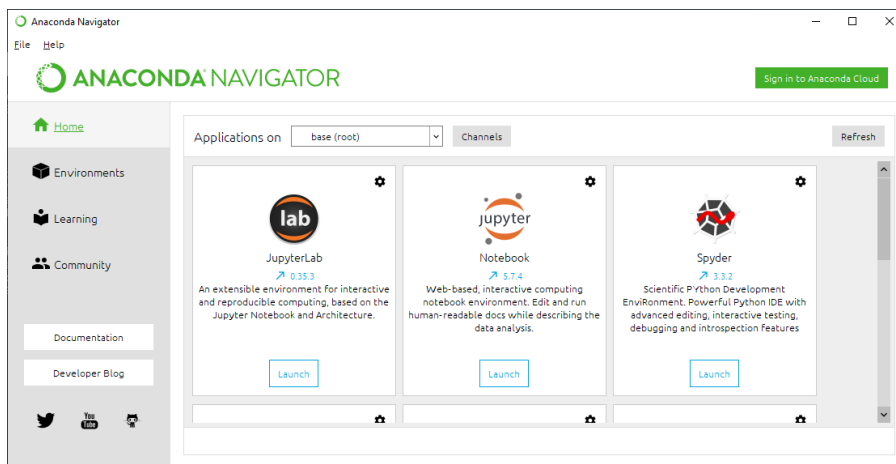 Anaconda Navigator
File Help
ANACONDA NAVIGATOR
Sign in to Anaconda Cloud
Home
Environments
Learning
Community
Documentation
Developer Blog
You
Tube
Applications on base (root) Channels Refresh
lab
JupyterLab
0.35.3
An extensible environment for interactive
and reproducible computing, based on the
Jupyter Notebook and Architecture.
Launch
jupyter
Notebook
5.7.4
Web-based, interactive computing
notebook environment. Edit and run
human-readable docs while describing the
data analysis.
Launch
Spyder
3.3.2
Scientific PYthon Development
EnviRonment. Powerful Python IDE with
advanced editing, interactive testing,
debugging and introspection features
Launch